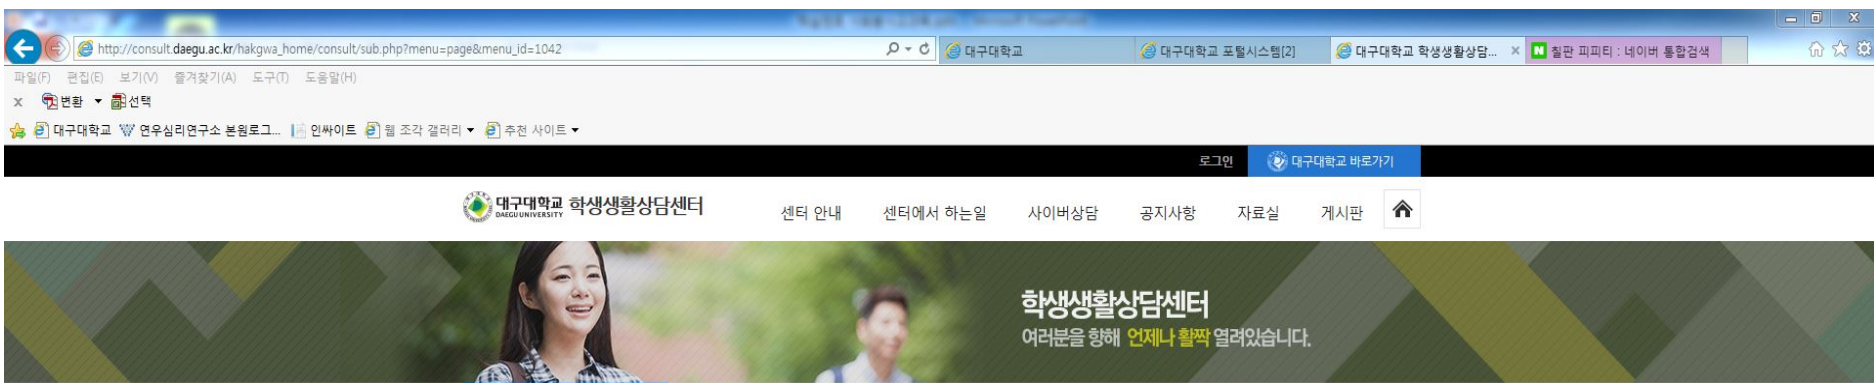 http://consult.daegu.ac.kr/hakgwa_home/consult/sub.php?menu=page&menu_id=1042
대구대학교
대구대학교 포털시스템[2]
대구대학교 학생생활상담...
N 칠판 피피티 : 네이버 통합검색
파일(F) 편집(E) 보기(V) 즐겨찾기(A) 도구(T) 도움말(H)
x 변환 ▼ 선택
대구대학교 연우심리연구소 본원로그... 인싸이트 웹 조각 갤러리 ▼ 추천 사이트 ▼
로그인 대구대학교 바로가기
대구대학교 DAEGU UNIVERSITY 학생생활상담센터
센터 안내 센터에서 하는일 사이버상담 공지사항 자료실 게시판
학생생활상담센터
여러분을 향해 언제나 활짝 열려있습니다.